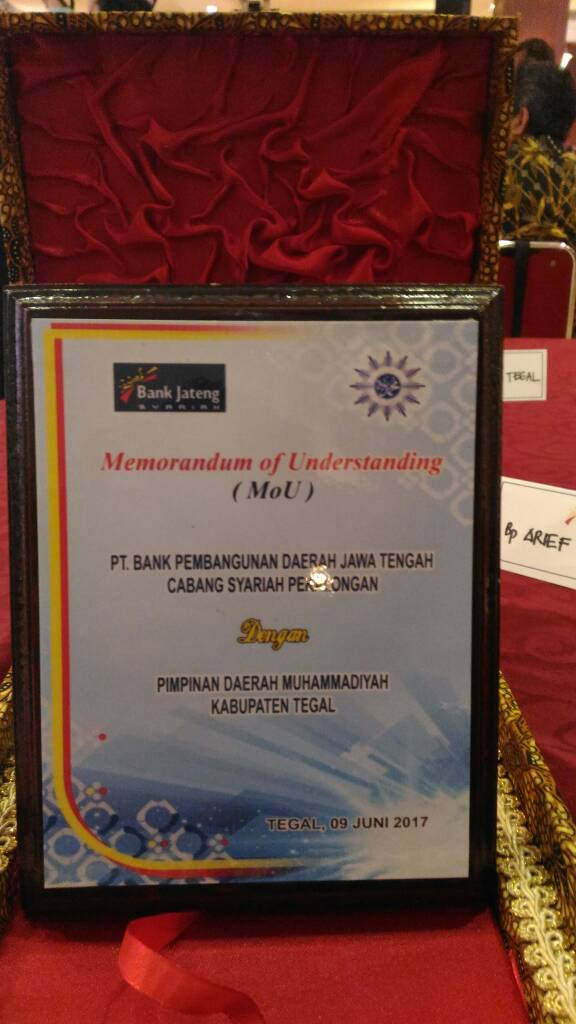 Bank Jateng
SYARIAH
Memorandum of Understanding
( MoU )
PT. BANK PEMBANGUNAN DAERAH JAWA TENGAH
CABANG SYARIAH PEKALONGAN
Dengan
PIMPINAN DAERAH MUHAMMADIYAH
KABUPATEN TEGAL
TEGAL, 09 JUNI 2017
TEGAL
Bp ARIEF